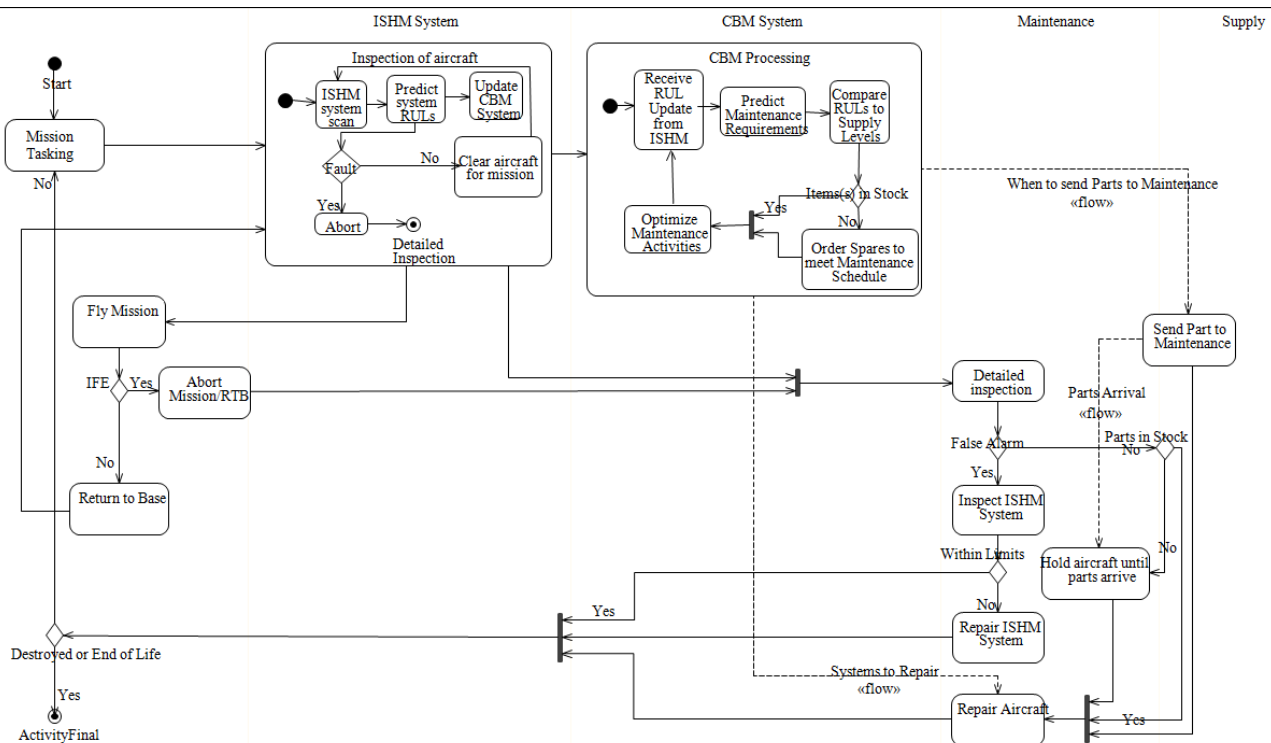 ISHM System
CBM System
Maintenance
Supply
Start
Mission
Tasking
No
Inspection of aircraft
ISHM
system
scan
Predict
system
RULs
Update
CBM
System
Fault
No
Clear aircraft
for mission
Yes
Abort
Detailed
Inspection
CBM Processing
Receive
RUL
Update
from
ISHM
Predict
Maintenance
Requirements
Compare
RULs to
Supply
Levels
Items(s) in Stock
Yes
No
Optimize
Maintenance
Activities
Order Spares to
meet Maintenance
Schedule
When to send Parts to Maintenance
«flow»
Send Part to
Maintenance
Fly Mission
IFE
Yes
Abort
Mission/RTB
No
Return to Base
Detailed
inspection
Parts Arrival
«flow»
False Alarm
Parts in Stock
No
Yes
Inspect ISHM
System
Within Limits
No
Hold aircraft until
parts arrive
Yes
No
Repair ISHM
System
Destroyed or End of Life
Systems to Repair
«flow»
Yes
Repair Aircraft
Yes
ActivityFinal